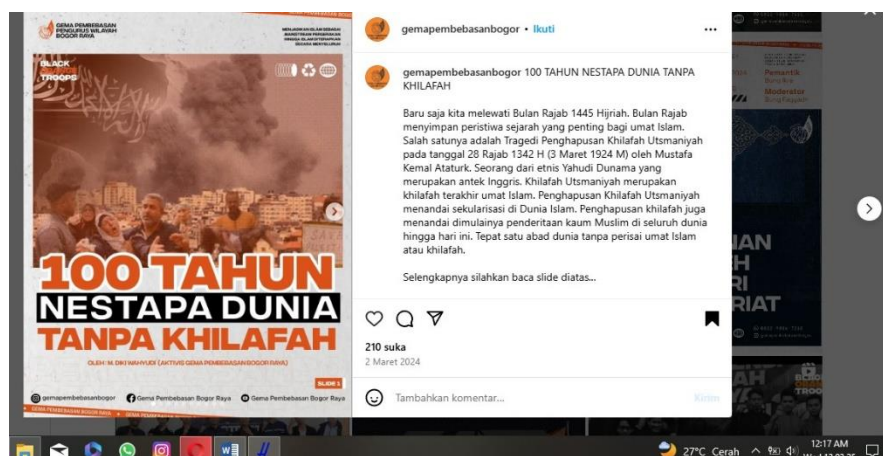 GEMA PEMBEBASAN
PENGURUS WILAYAH
BOGOR RAYA
BLACK
TROOPS
100 TAHUN
NESTAPA DUNIA
TANPA KHILAFAH
OLEH: M. DIKI WAHYUDI (AKTIVIS GEMA PEMBEBASAN BOGOR RAYA)
SLIDE 1
gemapembebasanbogor
Gema Pembebasan Bogor Raya
Gema Pembebasan Bogor Raya
gemapembebasanbogor • Ikuti
gemapembebasanbogor 100 TAHUN NESTAPA DUNIA TANPA
KHILAFAH
Baru saja kita melewati Bulan Rajab 1445 Hijriah. Bulan Rajab
menyimpan peristiwa sejarah yang penting bagi umat Islam.
Salah satunya adalah Tragedi Penghapusan Khilafah Utsmaniyah
pada tanggal 28 Rajab 1342 H (3 Maret 1924 M) oleh Mustafa
Kemal Ataturk. Seorang dari etnis Yahudi Dunama yang
merupakan antek Inggris. Khilafah Utsmaniyah merupakan
khilafah terakhir umat Islam. Penghapusan Khilafah Utsmaniyah
menandai sekularisasi di Dunia Islam. Penghapusan khilafah juga
menandai dimulainya penderitaan kaum Muslim di seluruh dunia
hingga hari ini. Tepat satu abad dunia tanpa perisai umat Islam
atau khilafah.
Selengkapnya silahkan baca slide diatas...
210 suka
2 Maret 2024
Tambahkan komentar...
Kirim
Pemantik
Moderator
27°C Cerah
12:17 AM